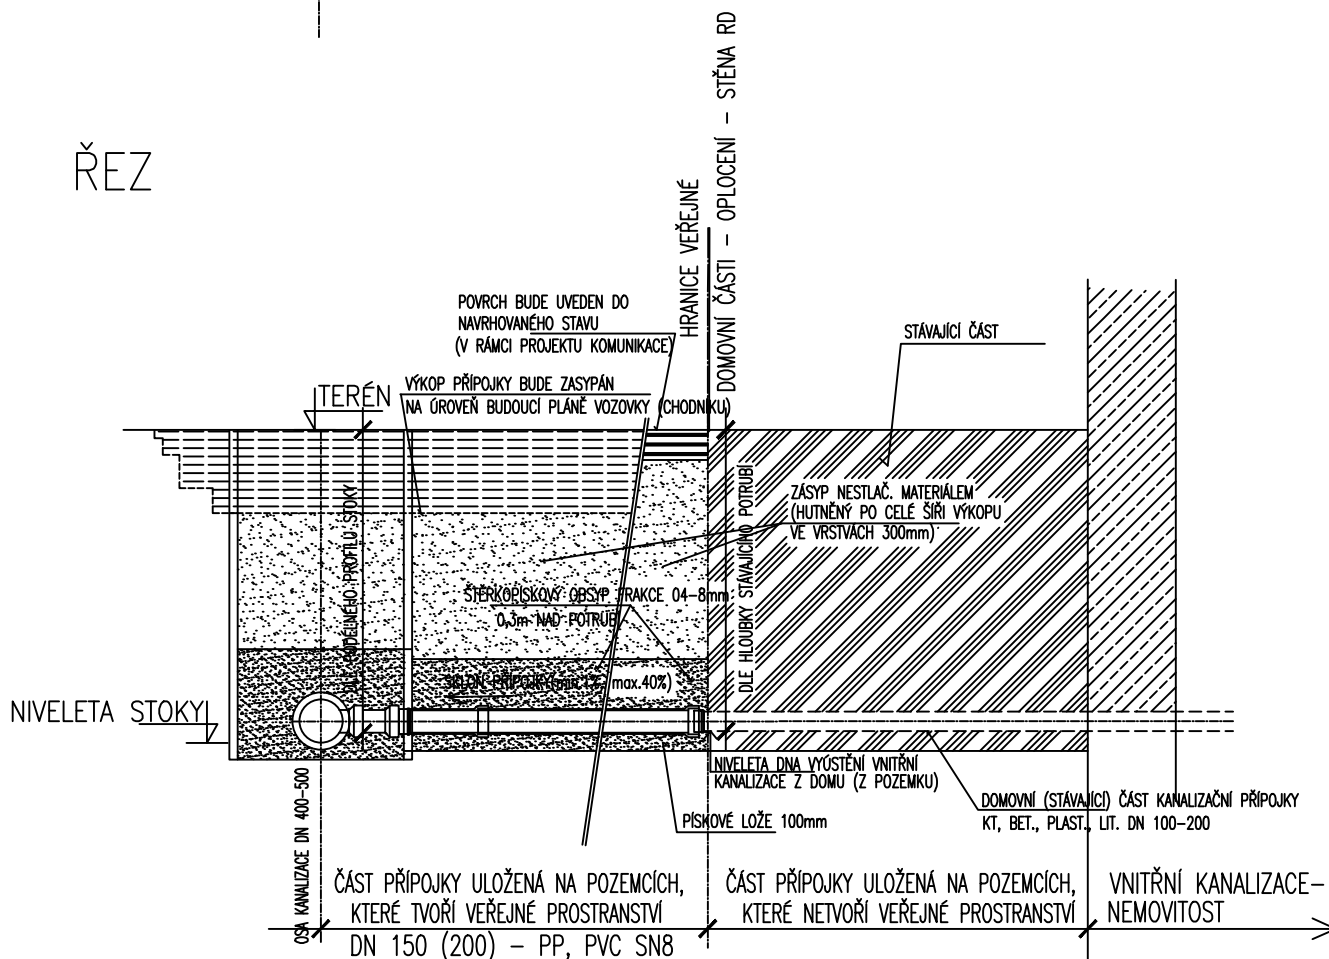 ŘEZ
HRANICE VEŘEJNÉ
DOMOVNÍ ČÁSTI - OPLOCENÍ - STĚNA RD
POVRCH BUDE UVEDEN DO
NAVRHOVANÉHO STAVU
(V RÁMCI PROJEKTU KOMUNIKACE)
STÁVAJÍCÍ ČÁST
TERÉN
VÝKOP PŘÍPOJKY BUDE ZASYPÁN
NA ÚROVEŇ BUDOUCÍ PLÁNĚ VOZOVKY (CHODNÍKU)
ZÁSYP NESTLAČ. MATERIÁLEM
(HUTNĚNÝ PO CELÉ ŠÍŘI VÝKOPU
VE VRSTVÁCH 300mm)
DLE PODÉLNÉHO PROFILU STOKY
DLE HLOUBKY STÁVAJÍCÍHO POTRUBÍ
ŠTĚRKOPÍSKOVÝ OBSYP FRAKCE 04-8mm
0,3m NAD POTRUBÍ
SKLON PŘÍPOJKY(min.1%, max.40%)
NIVELETA STOKY
NIVELETA DNA VYÚSTĚNÍ VNITŘNÍ
KANALIZACE Z DOMU (Z POZEMKU)
DOMOVNÍ (STÁVAJÍCÍ) ČÁST KANALIZAČNÍ PŘÍPOJKY
KT, BET., PLAST., LIT. DN 100-200
PÍSKOVÉ LOŽE 100mm
OSA KANALIZACE DN 400-500
ČÁST PŘÍPOJKY ULOŽENÁ NA POZEMCÍCH,
KTERÉ TVOŘÍ VEŘEJNÉ PROSTRANSTVÍ
DN 150 (200) - PP, PVC SN8
ČÁST PŘÍPOJKY ULOŽENÁ NA POZEMCÍCH,
KTERÉ NETVOŘÍ VEŘEJNÉ PROSTRANSTVÍ
VNITŘNÍ KANALIZACE-
NEMOVITOST